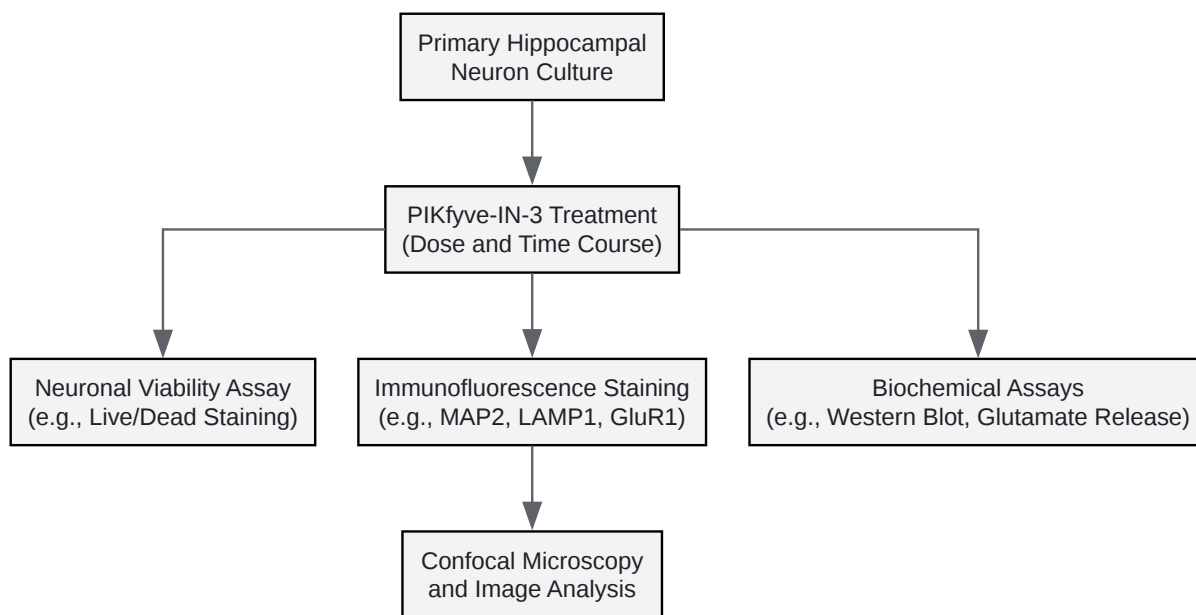 Primary Hippocampal
Neuron Culture
PIKfyve-IN-3 Treatment
(Dose and Time Course)
Neuronal Viability Assay
(e.g., Live/Dead Staining)
Immunofluorescence Staining
(e.g., MAP2, LAMP1, GluR1)
Biochemical Assays
(e.g., Western Blot, Glutamate Release)
Confocal Microscopy
and Image Analysis